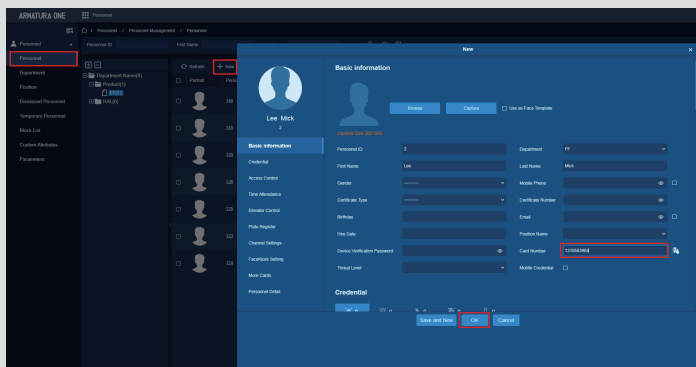 ARMATURA ONE
Personnel
Personnel / Personnel Management / Personnel
Personnel
Personnel
Department
Position
Dismissed Personnel
Temporary Personnel
Block List
Custom Attributes
Parameters
Personnel ID
First Name
Refresh
New
Department Name(0)
Product(1)
HAL(0)
Portrait
New
×
Lee Mick
2
Basic information
Credential
Access Control
Time Attendance
Elevator Control
Plate Register
Channel Settings
FaceKiosk Setting
More Cards
Personnel Detail
Basic information
Browse
Capture
Use as Face Template
Personnel ID
2
Department
FF
First Name
Lee
Last Name
Mick
Gender
Mobile Phone
Certificate Type
Certificate Number
Birthday
Email
Hire Date
Position Name
Device Verification Password
Card Number
Threat Level
Mobile Credential
Credential
Save and New
OK
Cancel